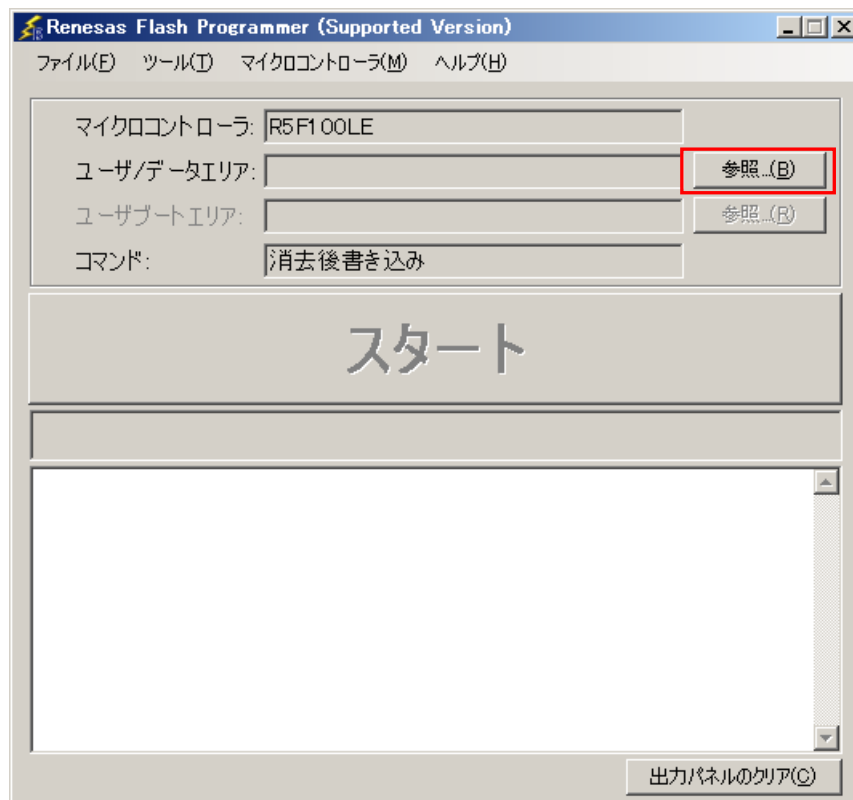 Renesas Flash Programmer (Supported Version)
ファイル(F) ツール(T) マイクロコントローラ(M) ヘルプ(H)
マイクロコントローラ: R5F100LE
ユーザ/データエリア: 参照...(B)
ユーザブートエリア: 参照...(R)
コマンド: 消去後書き込み
スタート
出力パネルのクリア(C)